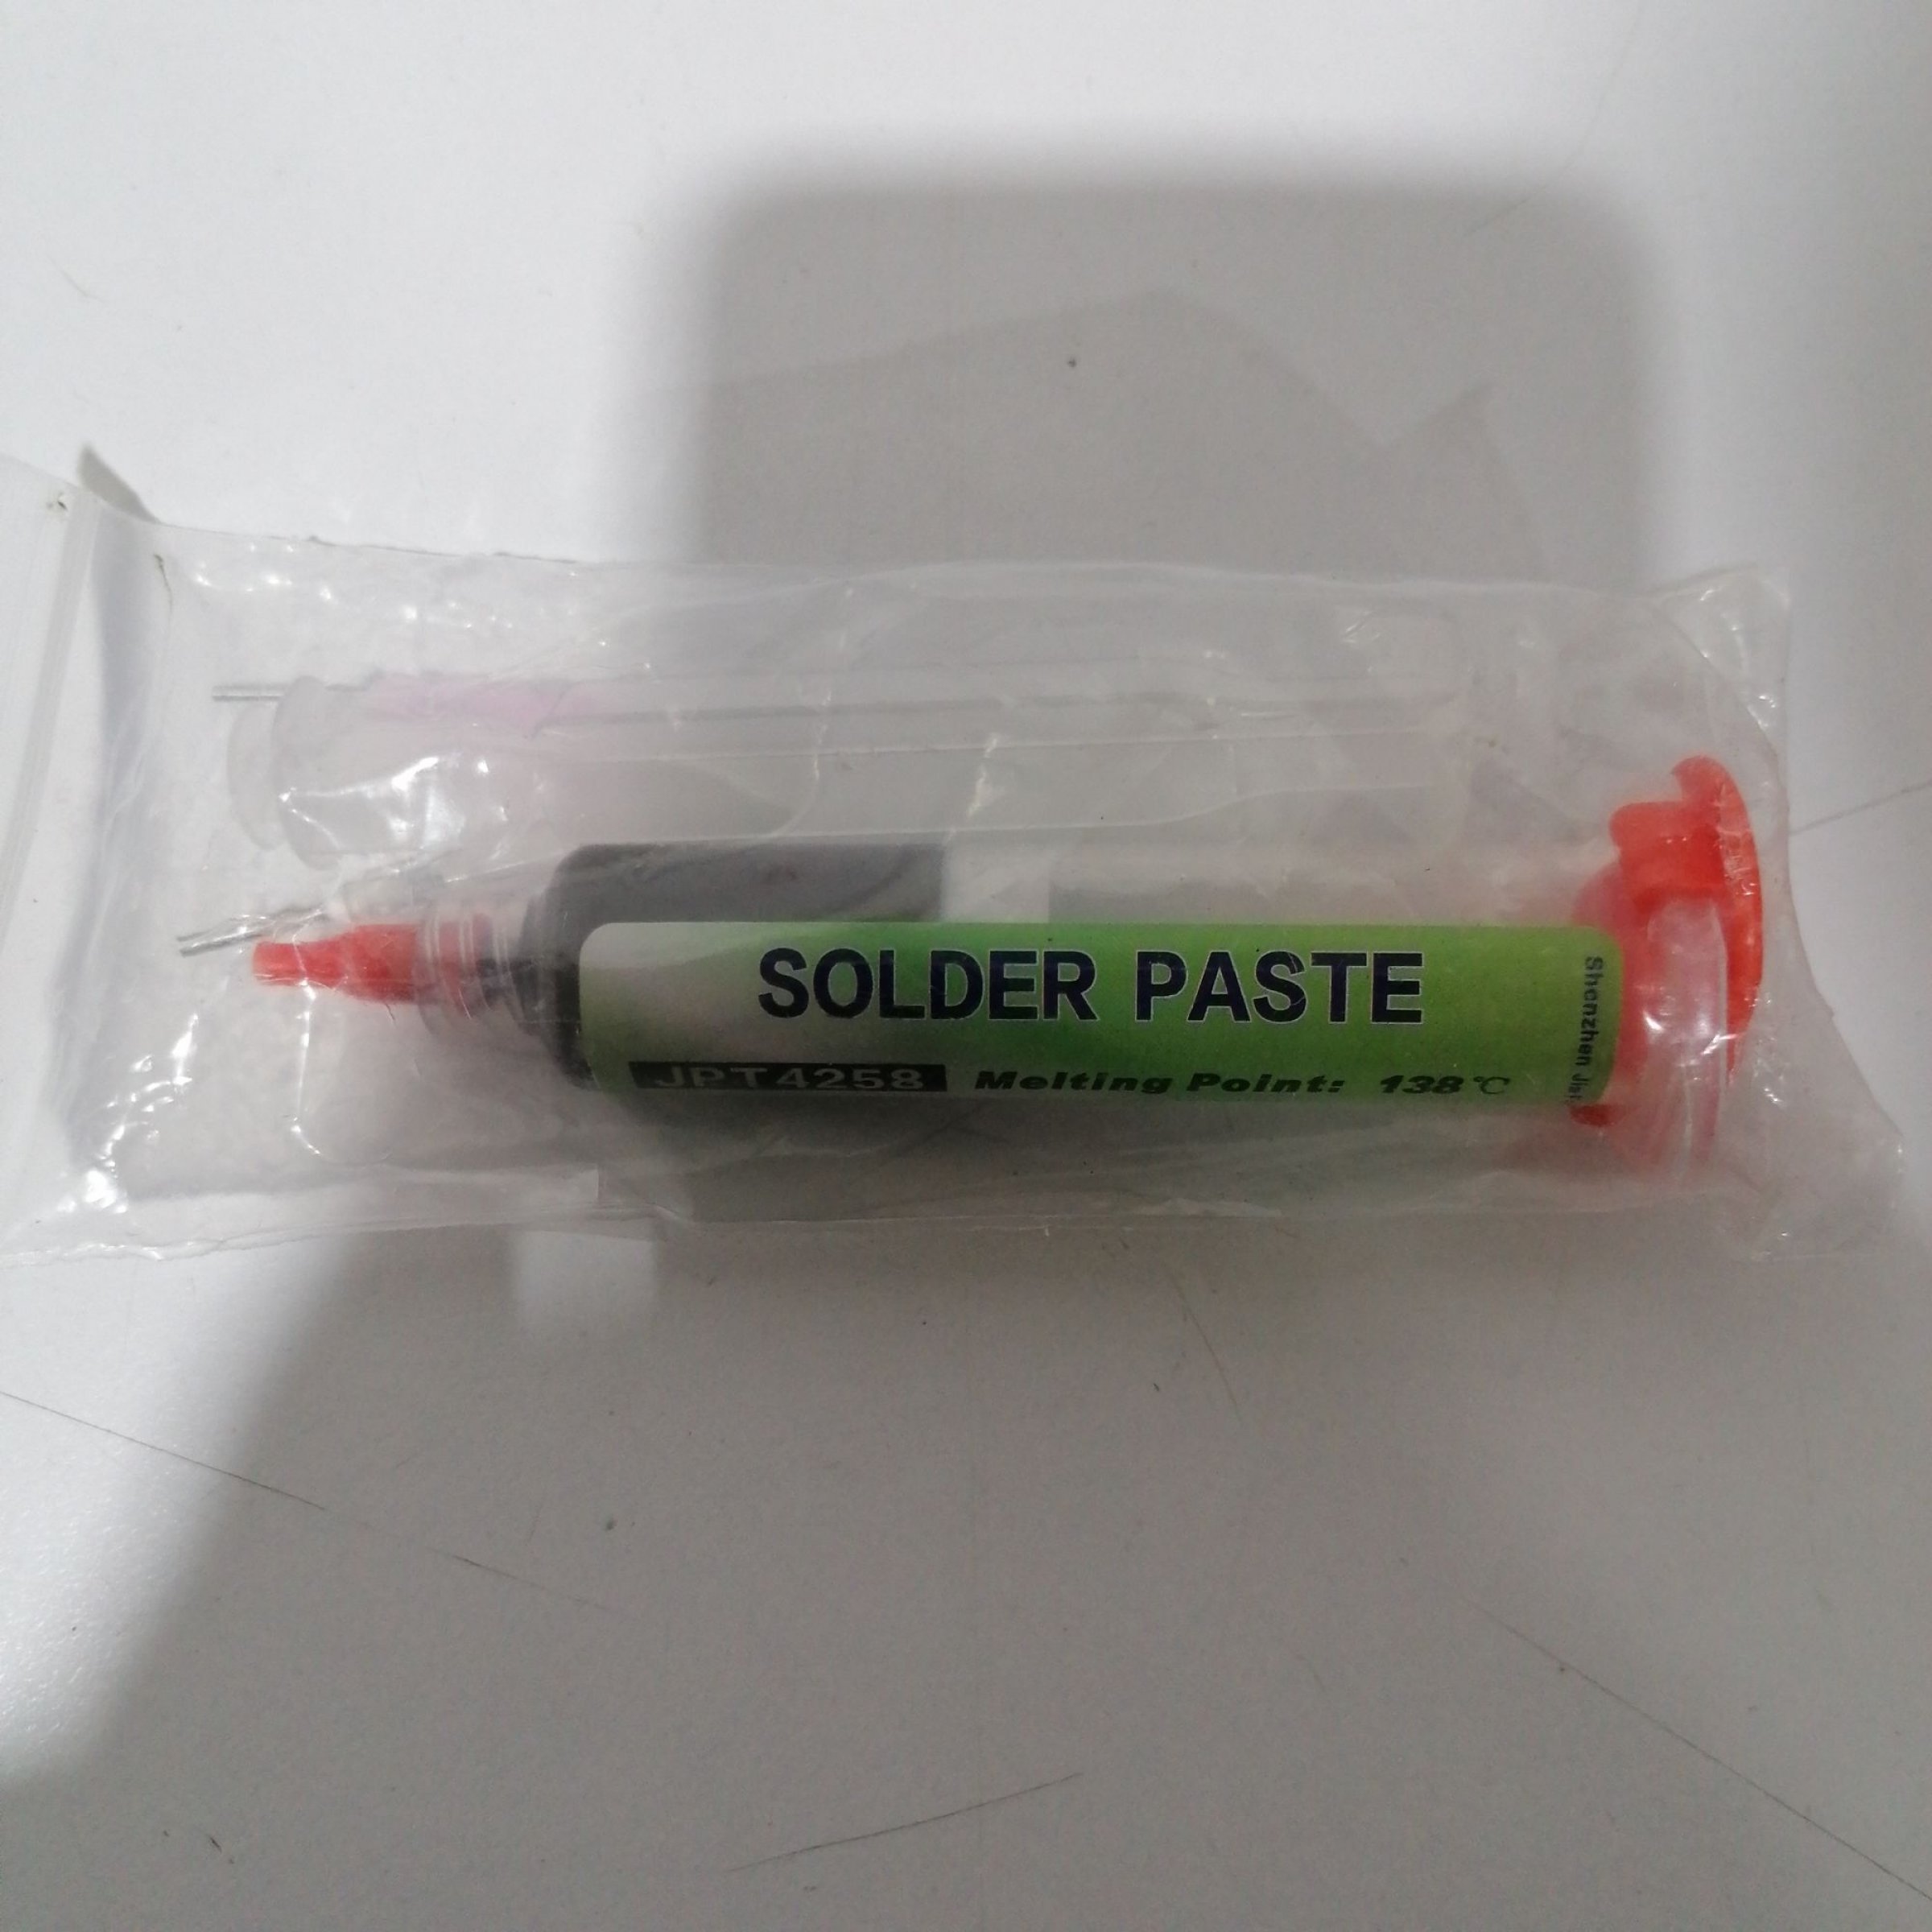 SOLDER PASTE
JPT4258 Melting Point: 138℃
Shenzhen